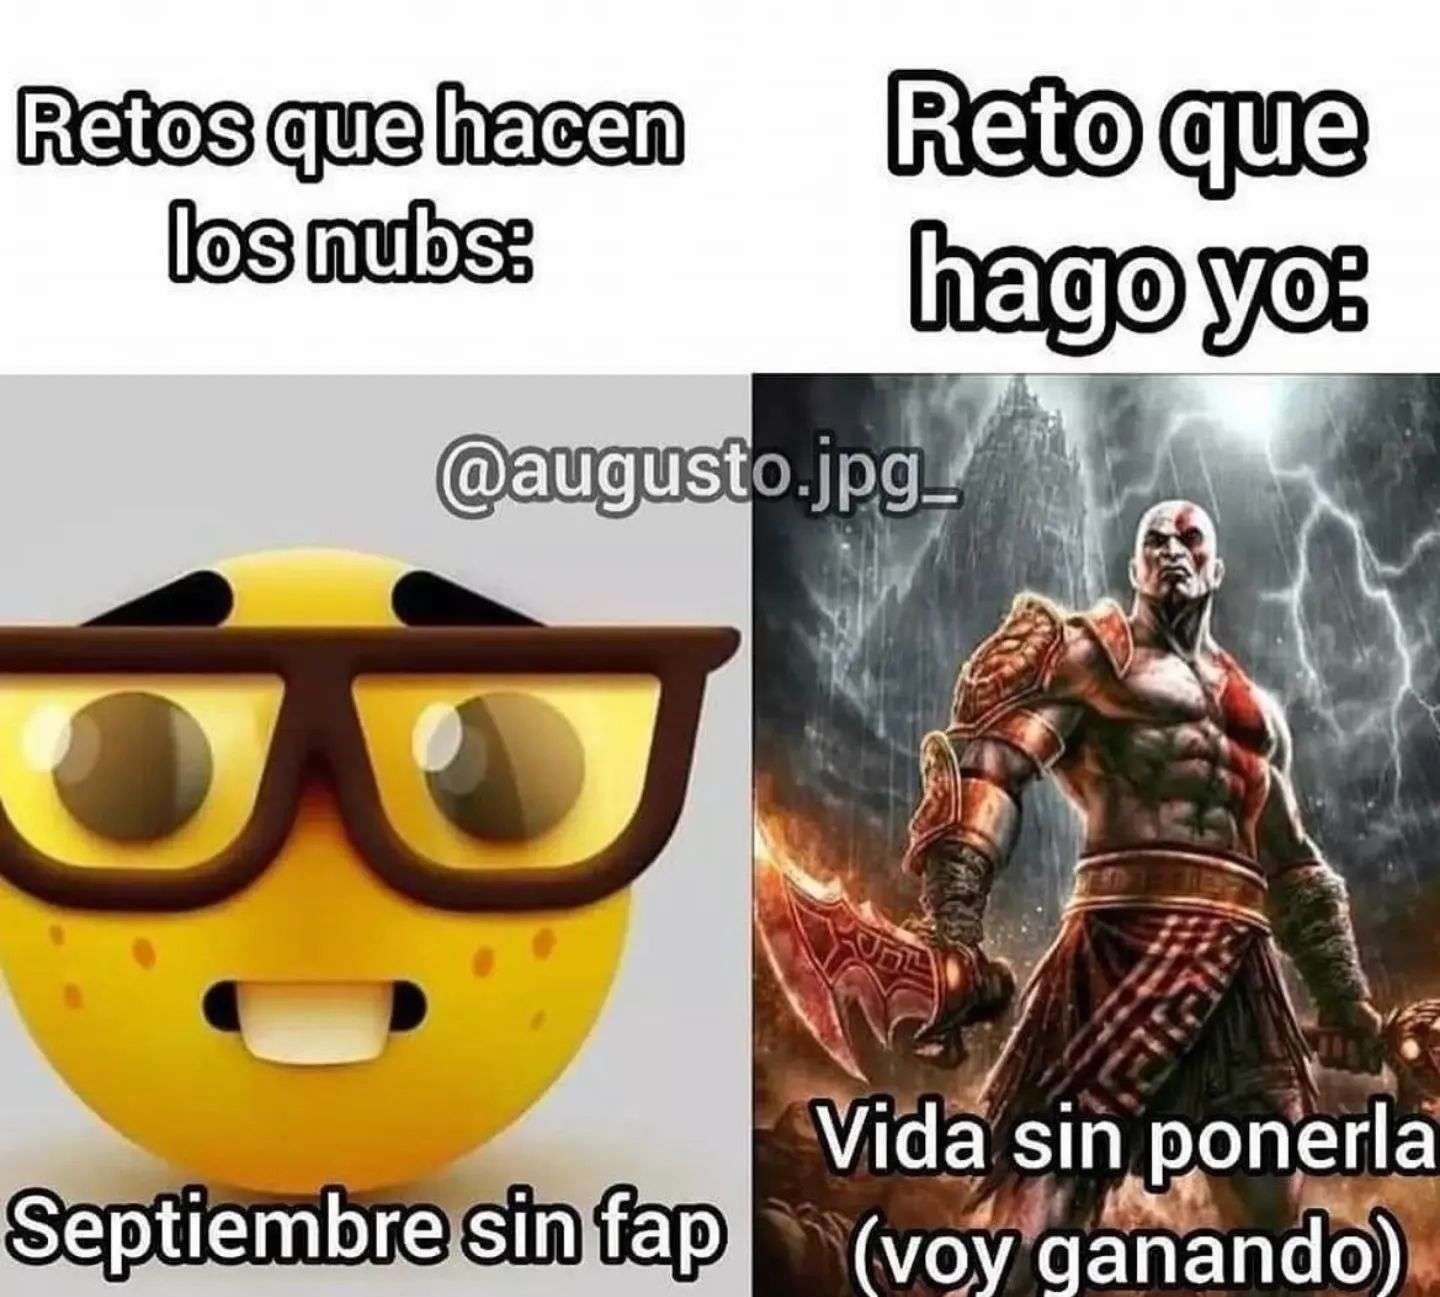 Retos que hacen
los nubs:
Reto que
hago yo:
@augusto.jpg_
Septiembre sin fap
Vida sin ponerla
(voy ganando)